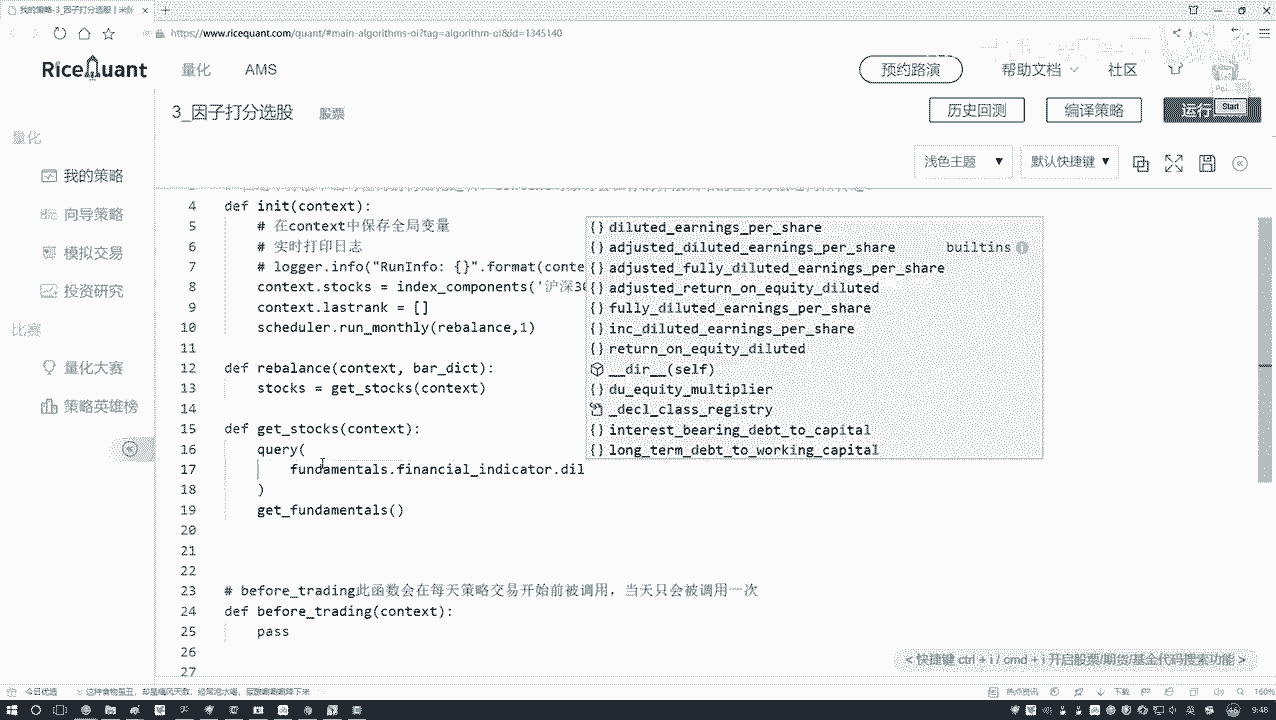 我的策略-3_因子打分选股
https://www.ricequant.com/quant/#main-algorithms-ol?tag=algorithm-ol&id=1345140
RiceQuant 量化 AMS 预约路演 帮助文档 社区
3_因子打分选股 股票 历史回测 编译策略 Start
浅色主题 默认快捷键
量化
我的策略
向导策略
模拟交易
投资研究
比赛
量化大赛
策略英雄榜
4 def init(context):
5 # 在context中保存全局变量
6 # 实时打印日志
7 # logger.info("RunInfo: {}".format(conte
8 context.stocks = index_components('沪深30
9 context.lastrank = []
10 scheduler.run_monthly(rebalance,1)
11
12 def rebalance(context, bar_dict):
13 stocks = get_stocks(context)
14
15 def get_stocks(context):
16 query(
17 fundamentals.financial_indicator.dil
18 )
19 get_fundamentals()
20
21
22
23 # before_trading此函数会在每天策略交易开始前被调用，当天只会被调用一次
24 def before_trading(context):
25 pass
26
27
{} diluted_earnings_per_share
{} adjusted_diluted_earnings_per_share builtins
{} adjusted_fully_diluted_earnings_per_share
{} adjusted_return_on_equity_diluted
{} fully_diluted_earnings_per_share
{} inc_diluted_earnings_per_share
{} return_on_equity_diluted
__dir__(self)
{} du_equity_multiplier
_decl_class_registry
{} interest_bearing_debt_to_capital
{} long_term_debt_to_working_capital
< 快捷键 ctrl + i / cmd + i 开启股票/期货/基金代码搜索功能 >
今日优选 热点资讯 下载 160%
9:46